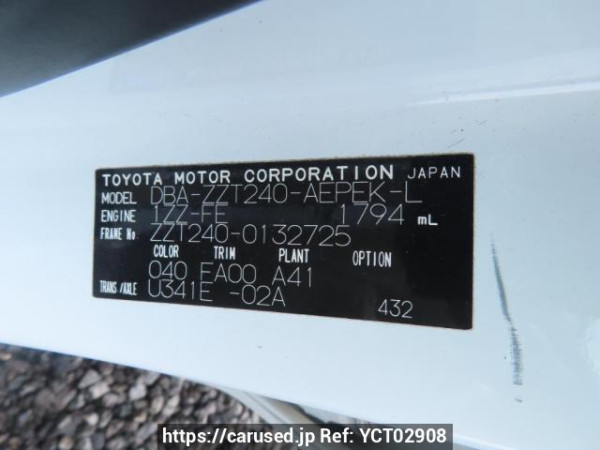 TOYOTA MOTOR CORPORATION JAPAN
MODEL DBA-ZZT240-AEPEK-L
ENGINE 1ZZ-FE 1794 mL
FRAME No. ZZT240-0132725
COLOR TRIM PLANT OPTION
040 FA00 A41
TRANS/AXLE U341E -02A
432
https://carused.jp Ref: YCT02908